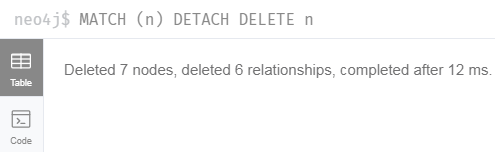 neo4j$ MATCH (n) DETACH DELETE n
Table
Deleted 7 nodes, deleted 6 relationships, completed after 12 ms.
Code